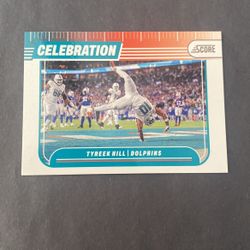 CELEBRATION
SCORE
TYREEK HILL | DOLPHINS